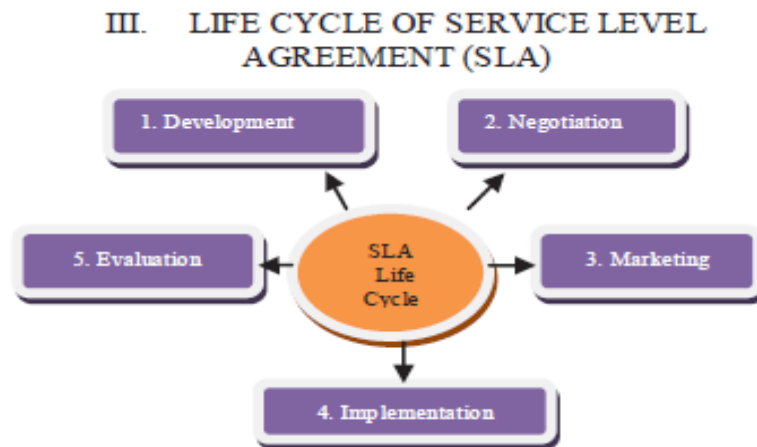 III. LIFE CYCLE OF SERVICE LEVEL
AGREEMENT (SLA)
1. Development
2. Negotiation
5. Evaluation
SLA
Life
Cycle
3. Marketing
4. Implementation